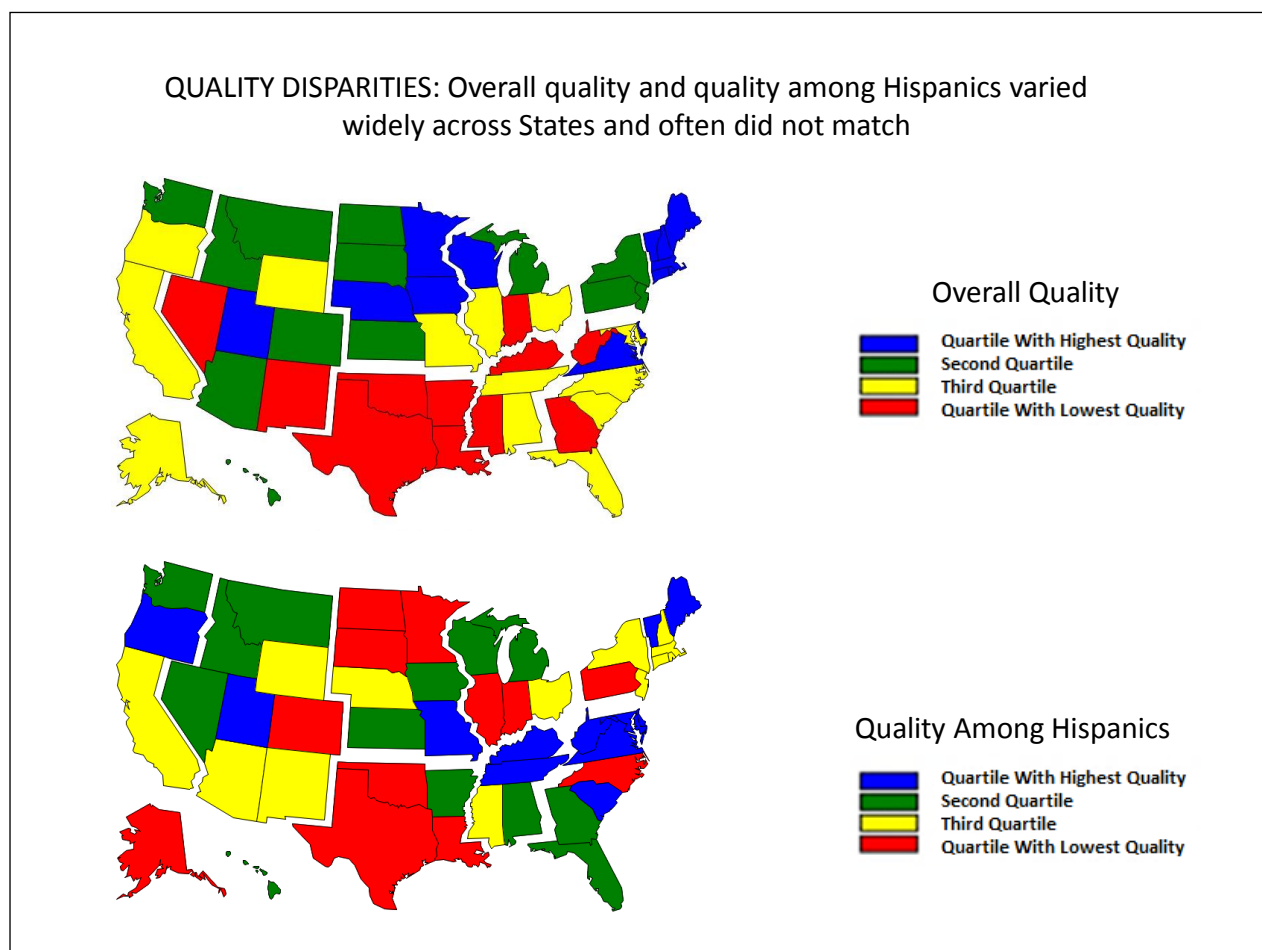 QUALITY DISPARITIES: Overall quality and quality among Hispanics varied
widely across States and often did not match
Overall Quality
Quartile With Highest Quality
Second Quartile
Third Quartile
Quartile With Lowest Quality
Quality Among Hispanics
Quartile With Highest Quality
Second Quartile
Third Quartile
Quartile With Lowest Quality